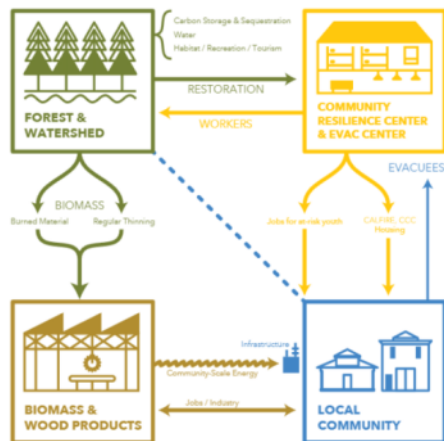 Carbon Storage & Sequestration
Water
Habitat / Recreation / Tourism
RESTORATION
FOREST &
WATERSHED
WORKERS
COMMUNITY
RESILIENCE CENTER
& EVAC CENTER
EVACUEES
BIOMASS
Burned Material
Regular Thinning
Jobs for at-risk youth
CALFIRE, CCC
Housing
Infrastructure
Community-Scale Energy
Jobs / Industry
BIOMASS &
WOOD PRODUCTS
LOCAL
COMMUNITY